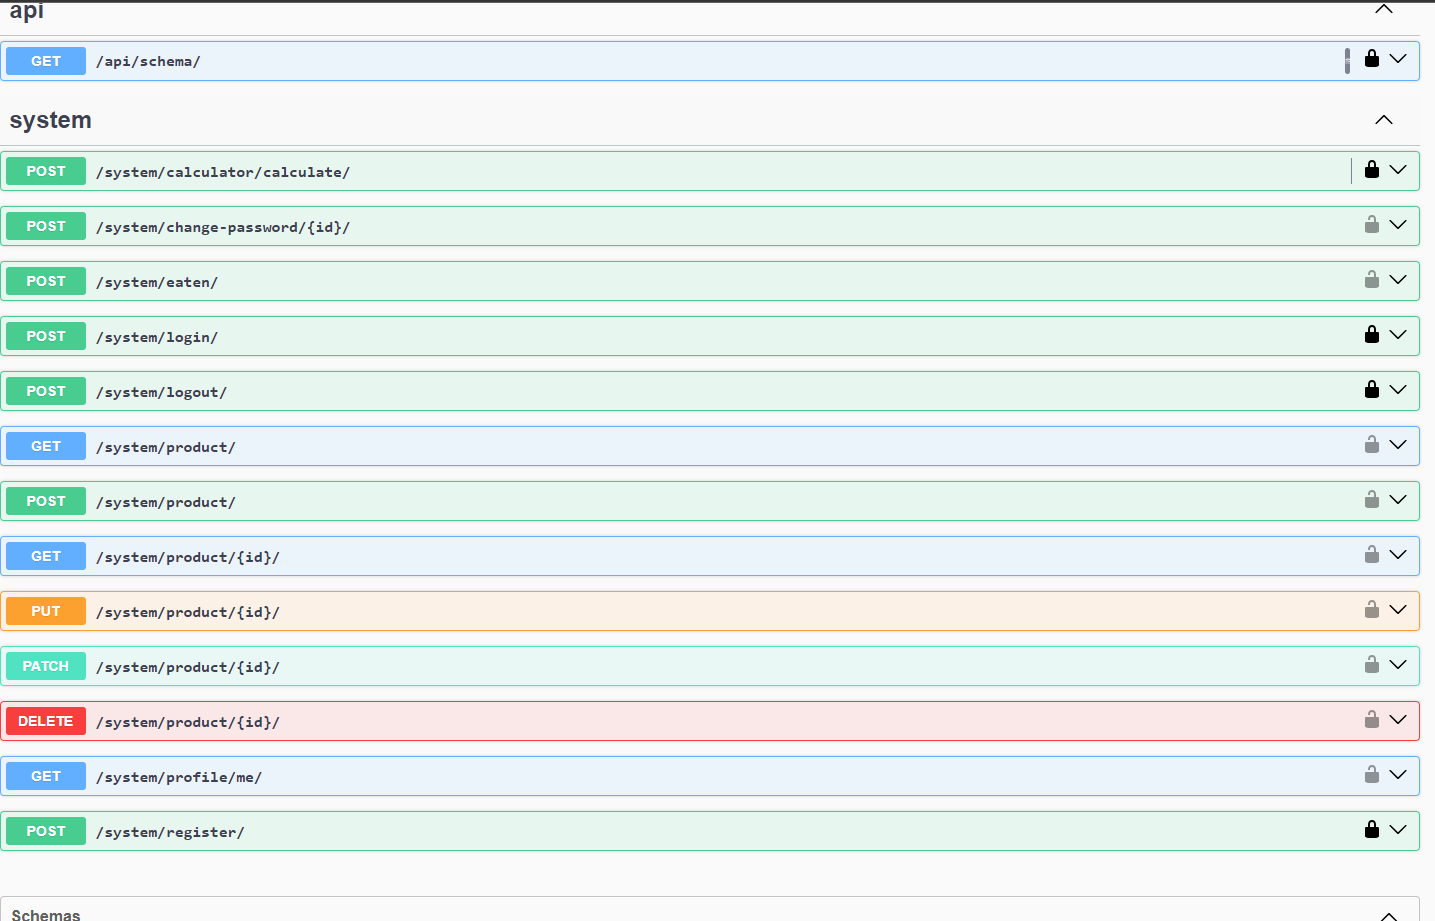 api
GET /api/schema/
system
POST /system/calculator/calculate/
POST /system/change-password/{id}/
POST /system/eaten/
POST /system/login/
POST /system/logout/
GET /system/product/
POST /system/product/
GET /system/product/{id}/
PUT /system/product/{id}/
PATCH /system/product/{id}/
DELETE /system/product/{id}/
GET /system/profile/me/
POST /system/register/
Schemas